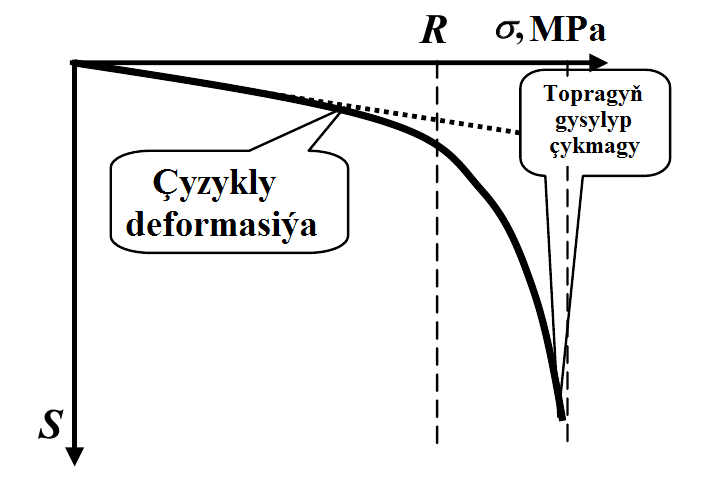 R σ, MPa
Topragyň
gysylyp
çykmagy
Çyzykly
deformasiýa
S